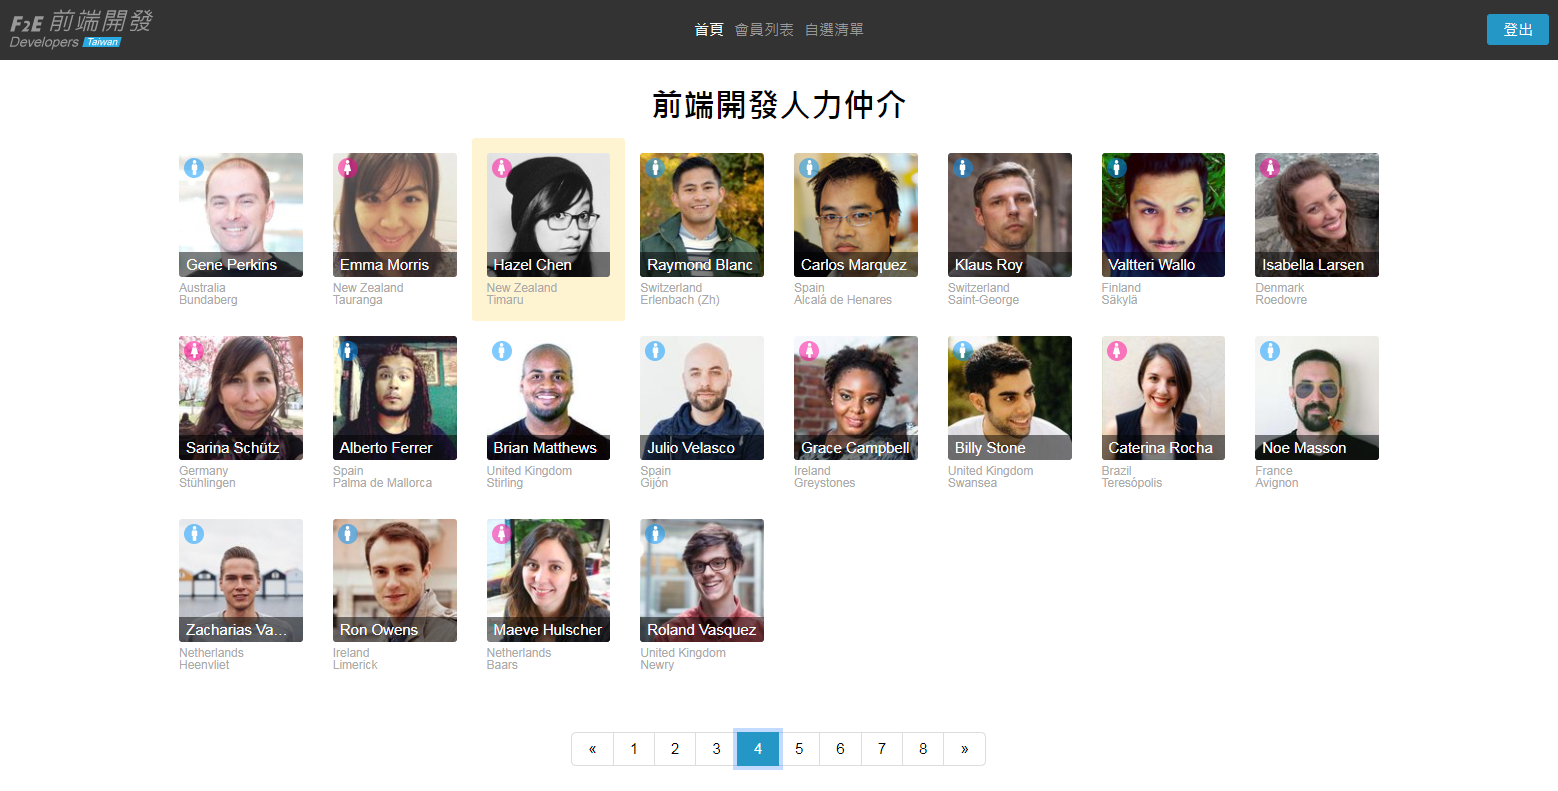 F2E 前端開發
Developers Taiwan
首頁 會員列表 自選清單
登出
前端開發人力仲介
Gene Perkins
Australia
Bundaberg
Emma Morris
New Zealand
Tauranga
Hazel Chen
New Zealand
Timaru
Raymond Blanc
Switzerland
Erlenbach (Zh)
Carlos Marquez
Spain
Alcalá de Henares
Klaus Roy
Switzerland
Saint-George
Valtteri Wallo
Finland
Säkylä
Isabella Larsen
Denmark
Roedovre
Sarina Schütz
Germany
Stühlingen
Alberto Ferrer
Spain
Palma de Mallorca
Brian Matthews
United Kingdom
Stirling
Julio Velasco
Spain
Gijón
Grace Campbell
Ireland
Greystones
Billy Stone
United Kingdom
Swansea
Caterina Rocha
Brazil
Teresópolis
Noe Masson
France
Avignon
Zacharias Va...
Netherlands
Heenvliet
Ron Owens
Ireland
Limerick
Maeve Hulscher
Netherlands
Baars
Roland Vasquez
United Kingdom
Newry
« 1 2 3 4 5 6 7 8 »